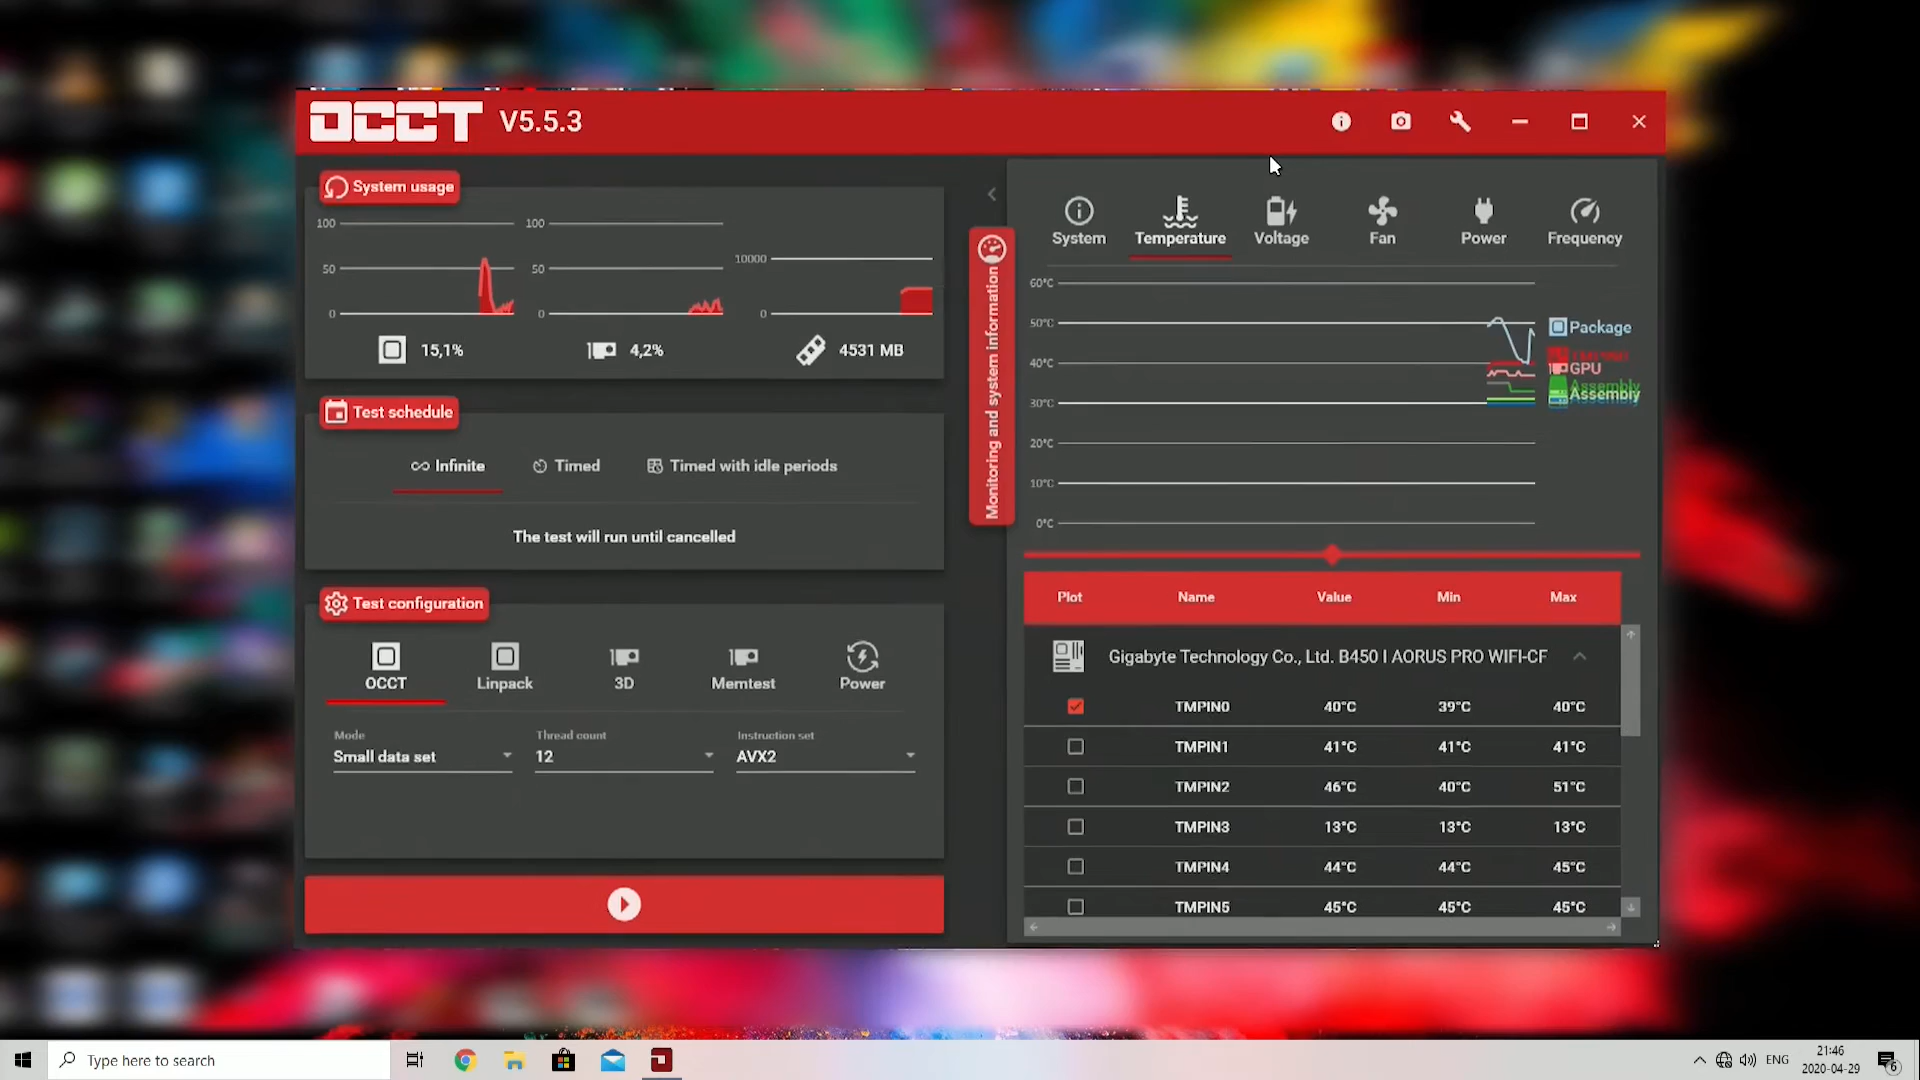 OCCT V5.5.3
System usage
100
50
0
100
50
0
10000
0
15,1%
4,2%
4531 MB
Test schedule
Infinite
Timed
Timed with idle periods
The test will run until cancelled
Test configuration
OCCT
Linpack
3D
Memtest
Power
Mode
Small data set
Thread count
12
Instruction set
AVX2
Monitoring and system information
System
Temperature
Voltage
Fan
Power
Frequency
60°C
50°C
40°C
30°C
20°C
10°C
0°C
Package
GPU
Assembly
Assembly
Plot Name Value Min Max
Gigabyte Technology Co., Ltd. B450 I AORUS PRO WIFI-CF
TMPIN0 40°C 39°C 40°C
TMPIN1 41°C 41°C 41°C
TMPIN2 46°C 40°C 51°C
TMPIN3 13°C 13°C 13°C
TMPIN4 44°C 44°C 45°C
TMPIN5 45°C 45°C 45°C
Type here to search
ENG
21:46
2020-04-29
6